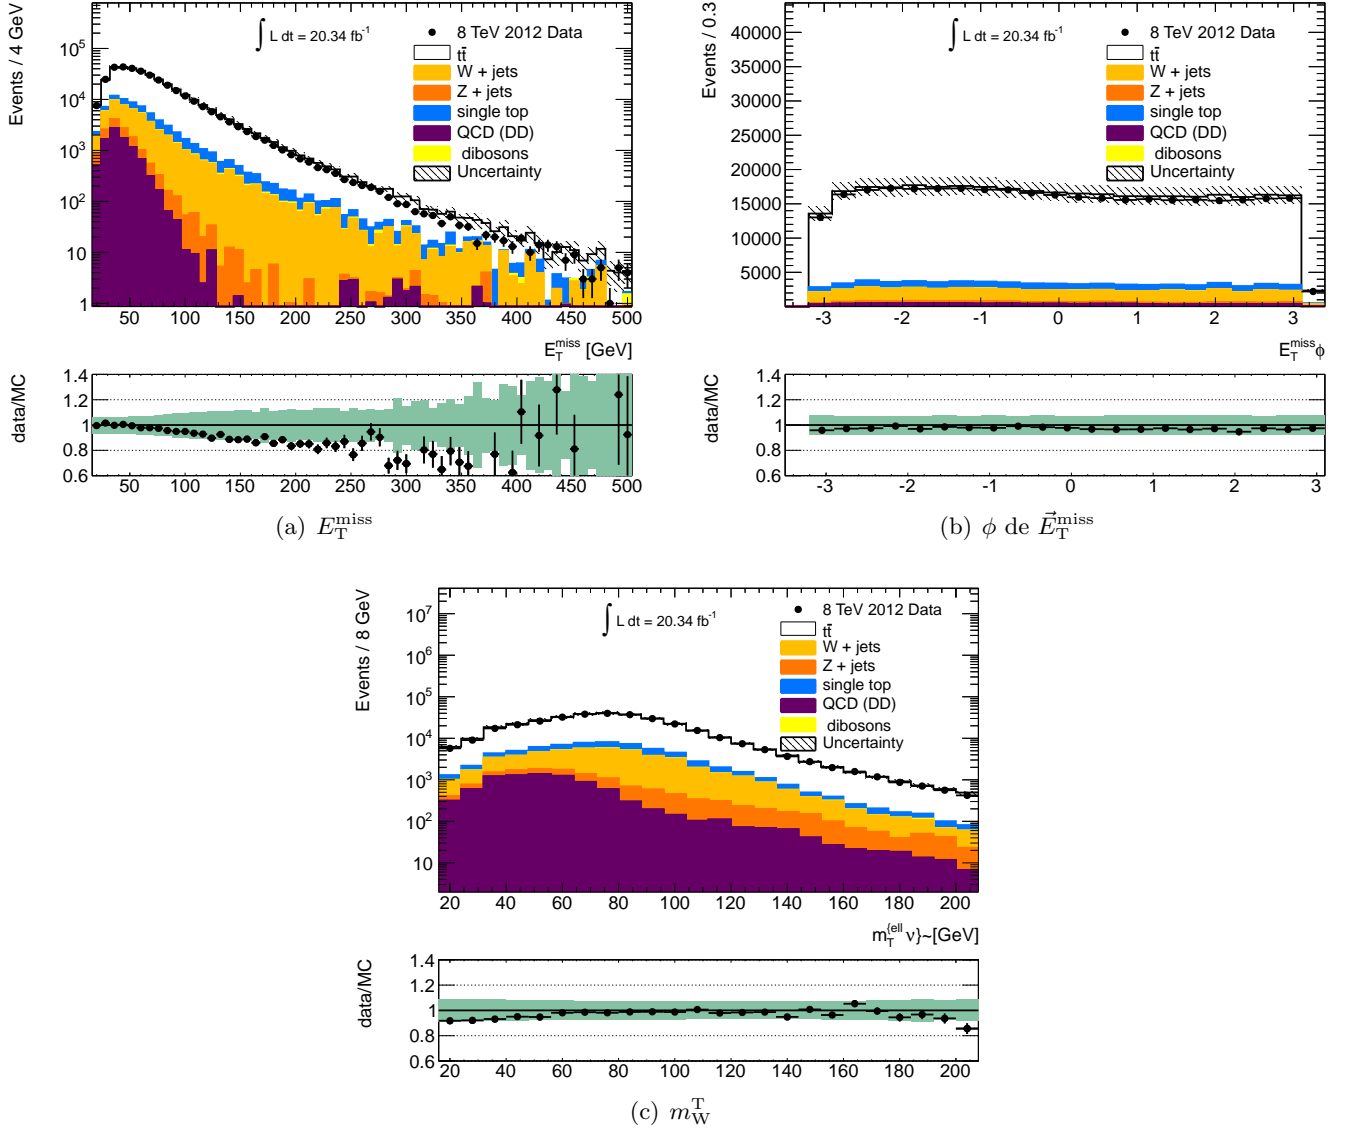 Events / 4 GeV
∫ L dt = 20.34 fb⁻¹
8 TeV 2012 Data
tt̄
W + jets
Z + jets
single top
QCD (DD)
dibosons
Uncertainty
10⁵
10⁴
10³
10²
10
1
50 100 150 200 250 300 350 400 450 500
E_T^miss [GeV]
data/MC
1.4
1.2
1
0.8
0.6
50 100 150 200 250 300 350 400 450 500
(a) E_T^miss
Events / 0.3
∫ L dt = 20.34 fb⁻¹
8 TeV 2012 Data
tt̄
W + jets
Z + jets
single top
QCD (DD)
dibosons
Uncertainty
40000
35000
30000
25000
20000
15000
10000
5000
-3 -2 -1 0 1 2 3
E_T^miss ϕ
data/MC
1.4
1.2
1
0.8
0.6
-3 -2 -1 0 1 2 3
(b) ϕ de E⃗_T^miss
Events / 8 GeV
∫ L dt = 20.34 fb⁻¹
8 TeV 2012 Data
tt̄
W + jets
Z + jets
single top
QCD (DD)
dibosons
Uncertainty
10⁷
10⁶
10⁵
10⁴
10³
10²
10
20 40 60 80 100 120 140 160 180 200
m_T^{ell ν}~[GeV]
data/MC
1.4
1.2
1
0.8
0.6
20 40 60 80 100 120 140 160 180 200
(c) m_W^T